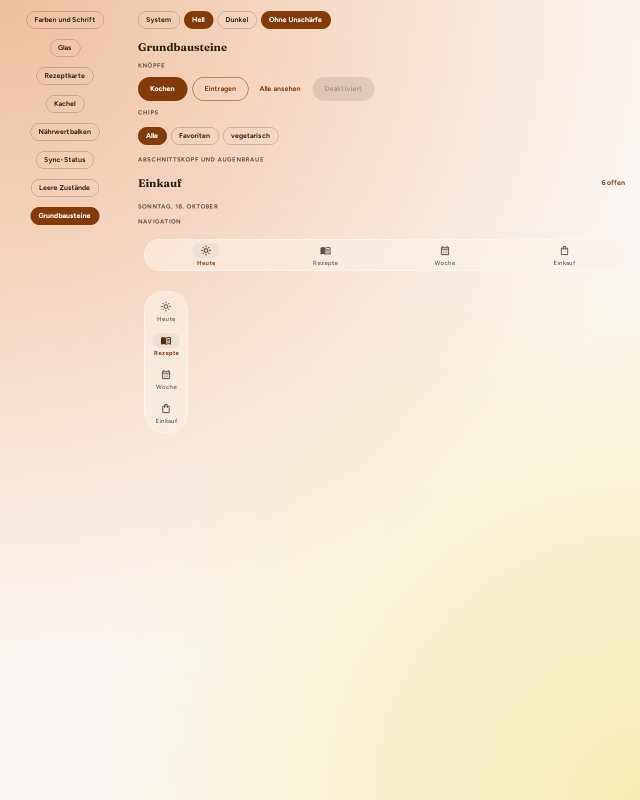 Farben und Schrift
Glas
Rezeptkarte
Kachel
Nährwertbalken
Sync-Status
Leere Zustände
Grundbausteine
System Hell Dunkel Ohne Unschärfe
Grundbausteine
KNÖPFE
Kochen Eintragen Alle ansehen Deaktiviert
CHIPS
Alle Favoriten vegetarisch
ABSCHNITTSKOPF UND AUGENBRAUE
Einkauf 6 offen
SONNTAG, 18. OKTOBER
NAVIGATION
Heute Rezepte Woche Einkauf
Heute
Rezepte
Woche
Einkauf